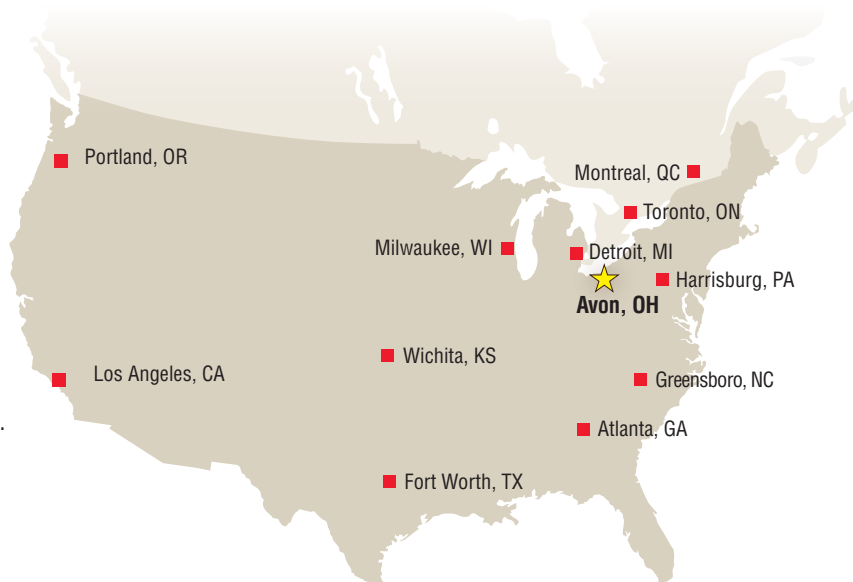 Portland, OR
Montreal, QC
Toronto, ON
Milwaukee, WI
Detroit, MI
Harrisburg, PA
Avon, OH
Wichita, KS
Los Angeles, CA
Greensboro, NC
.
Atlanta, GA
Fort Worth, TX